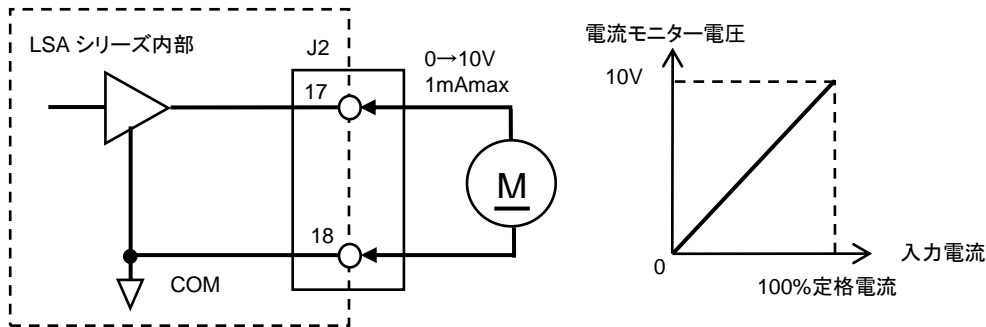 LSA シリーズ内部
J2
0→10V
1mAmax
17
M
18
COM
電流モニター電圧
10V
0
入力電流
100%定格電流